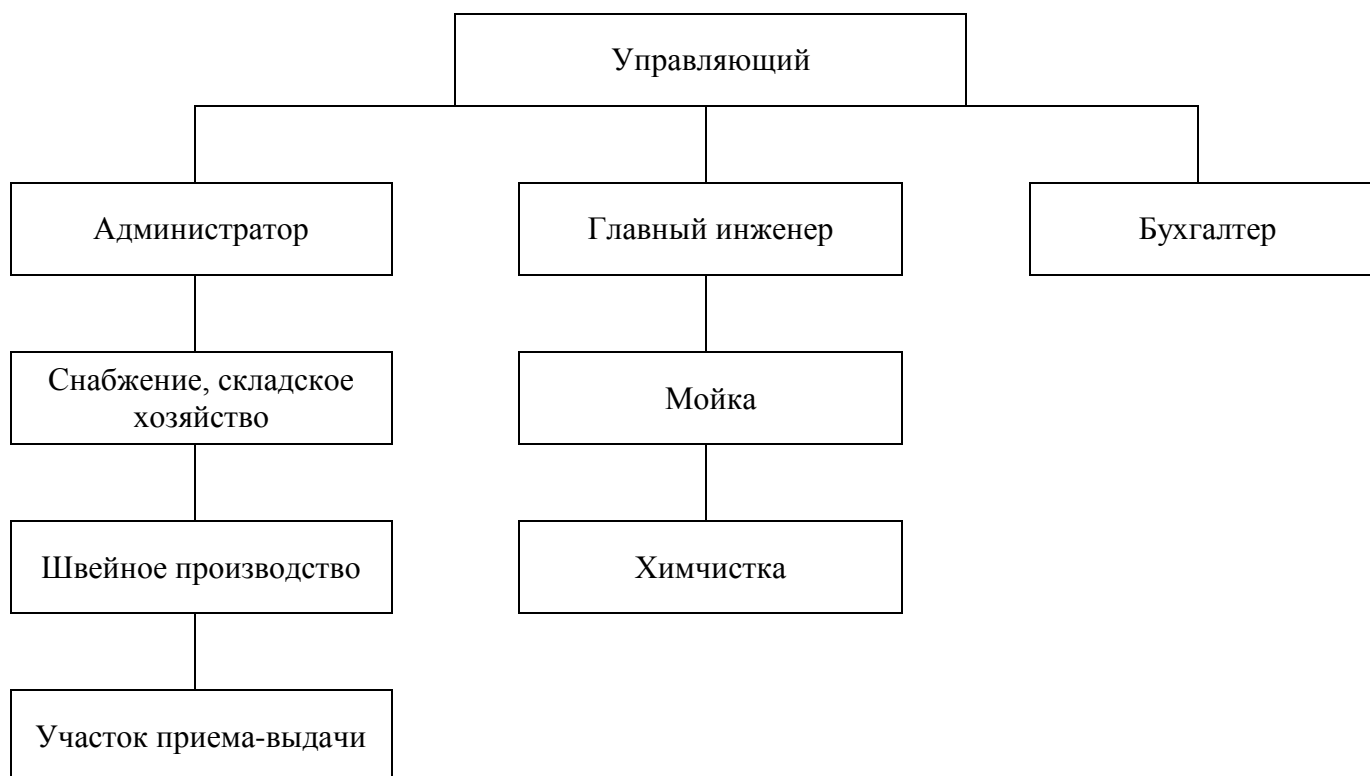 Управляющий
Администратор
Главный инженер
Бухгалтер
Снабжение, складское
хозяйство
Мойка
Швейное производство
Химчистка
Участок приема-выдачи